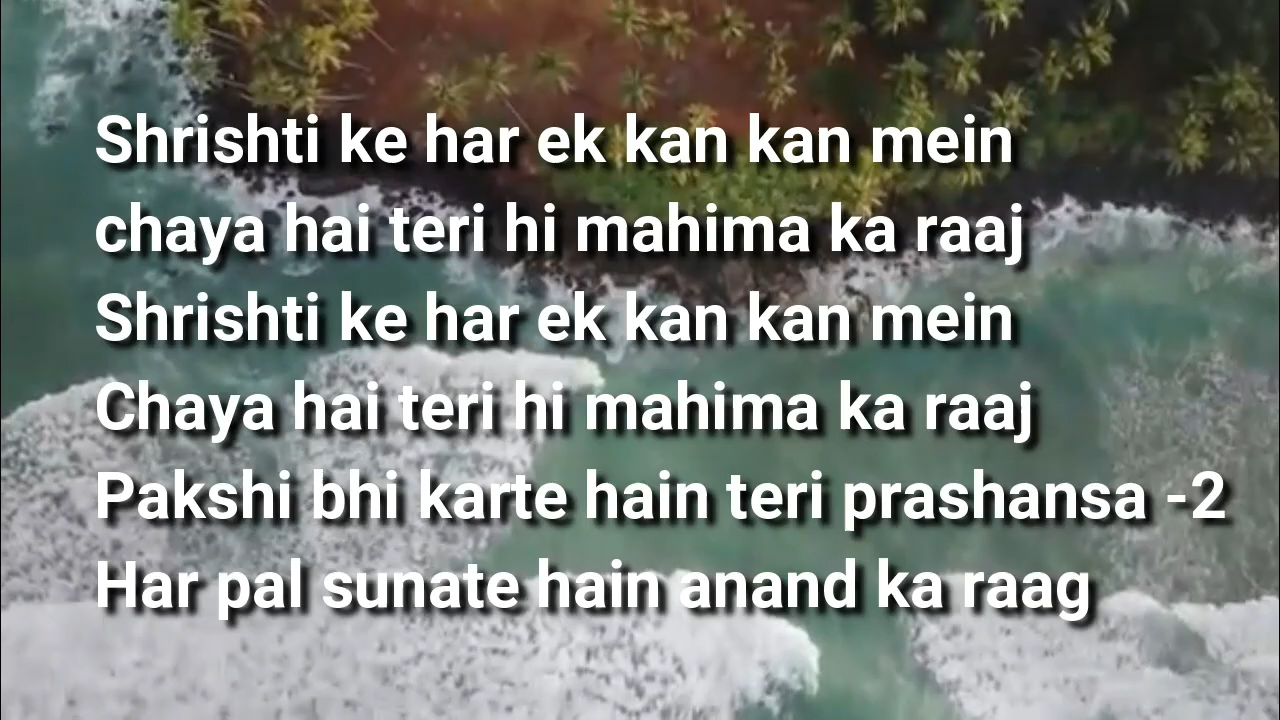 Shrishti ke har ek kan kan mein
chaya hai teri hi mahima ka raaj
Shrishti ke har ek kan kan mein
Chaya hai teri hi mahima ka raaj
Pakshi bhi karte hain teri prashansa -2
Har pal sunate hain anand ka raag